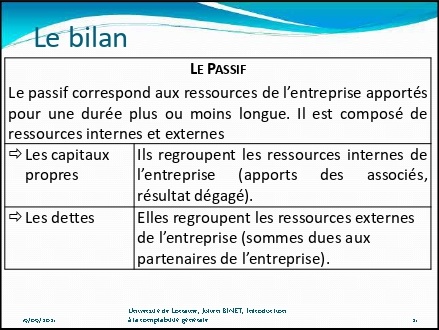 Le bilan
LE PASSIF
Le passif correspond aux ressources de l'entreprise apportés
pour une durée plus ou moins longue. Il est composé de
ressources internes et externes
⇨ Les capitaux
propres
Ils regroupent les ressources internes de
l'entreprise (apports des associés,
résultat dégagé).
⇨ Les dettes
Elles regroupent les ressources externes
de l'entreprise (sommes dues aux
partenaires de l'entreprise).
Université de Lorraine, Julien BINET, Introduction
à la comptabilité générale